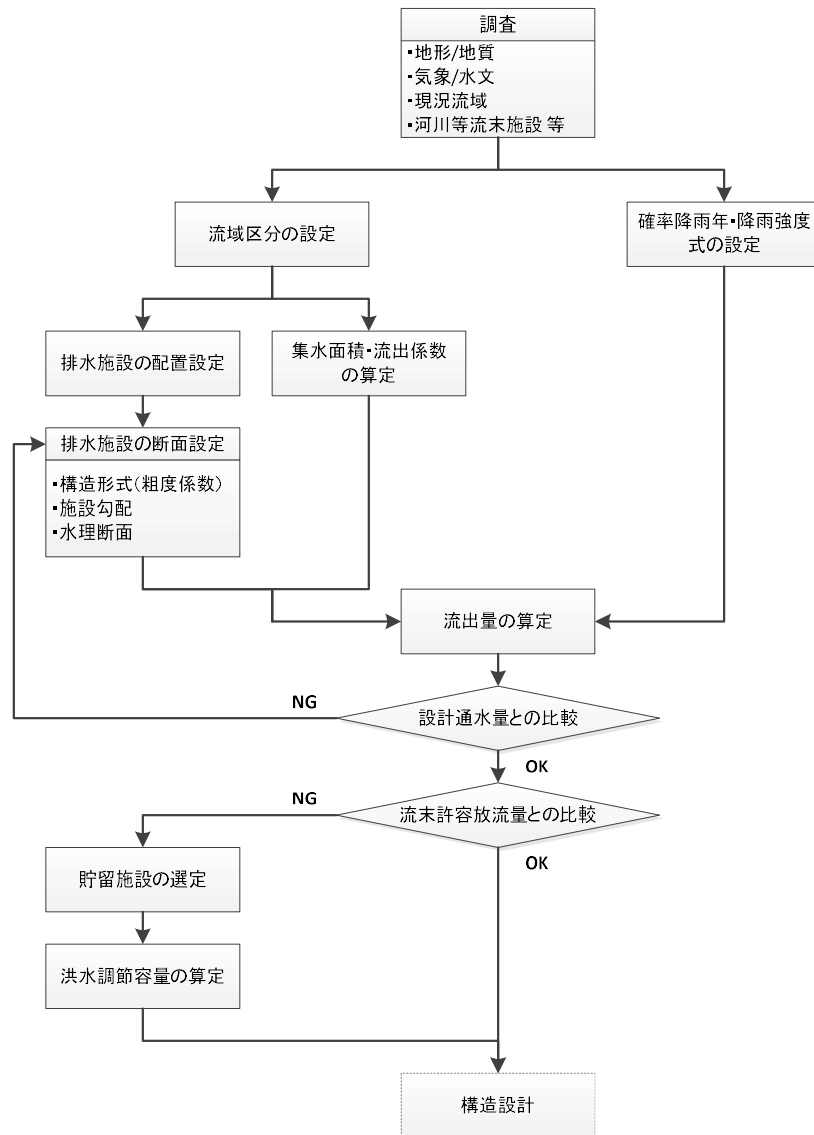 調査
▪地形/地質
▪気象/水文
▪現況流域
▪河川等流末施設 等
流域区分の設定
確率降雨年・降雨強度
式の設定
排水施設の配置設定
集水面積・流出係数
の算定
排水施設の断面設定
▪構造形式(粗度係数)
▪施設勾配
▪水理断面
流出量の算定
NG
設計通水量との比較
OK
NG
流末許容放流量との比較
OK
貯留施設の選定
洪水調節容量の算定
構造設計